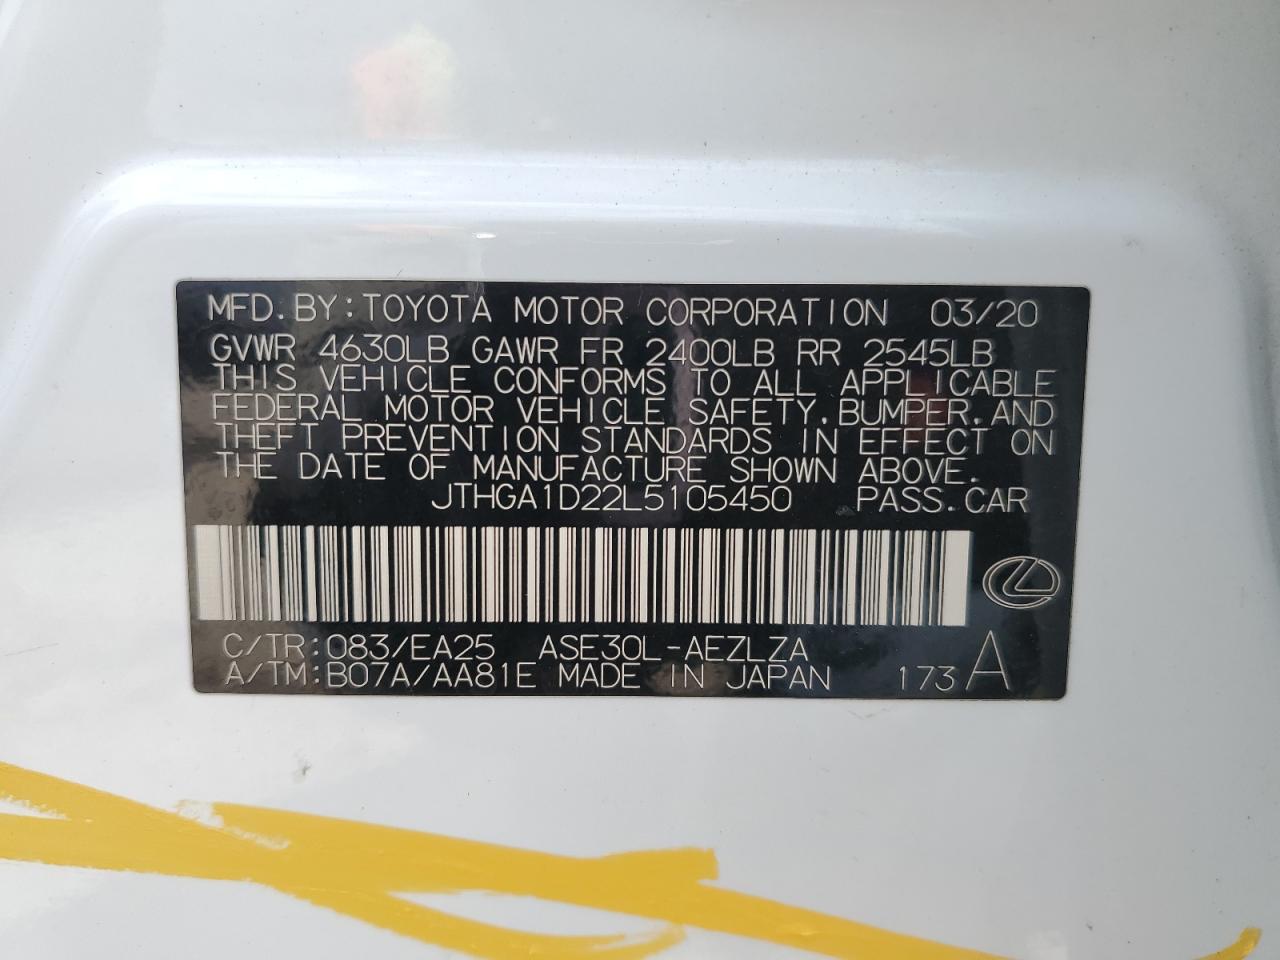 MFD. BY: TOYOTA MOTOR CORPORATION 03/20
GVWR 4630LB GAWR FR 2400LB RR 2545LB
THIS VEHICLE CONFORMS TO ALL APPLICABLE
FEDERAL MOTOR VEHICLE SAFETY, BUMPER, AND
THEFT PREVENTION STANDARDS IN EFFECT ON
THE DATE OF MANUFACTURE SHOWN ABOVE.
JTHGA1D22L5105450 PASS. CAR
C/TR: 083/EA25 ASE30L-AEZLZA
A/TM: B07A/AA81E MADE IN JAPAN 173 A